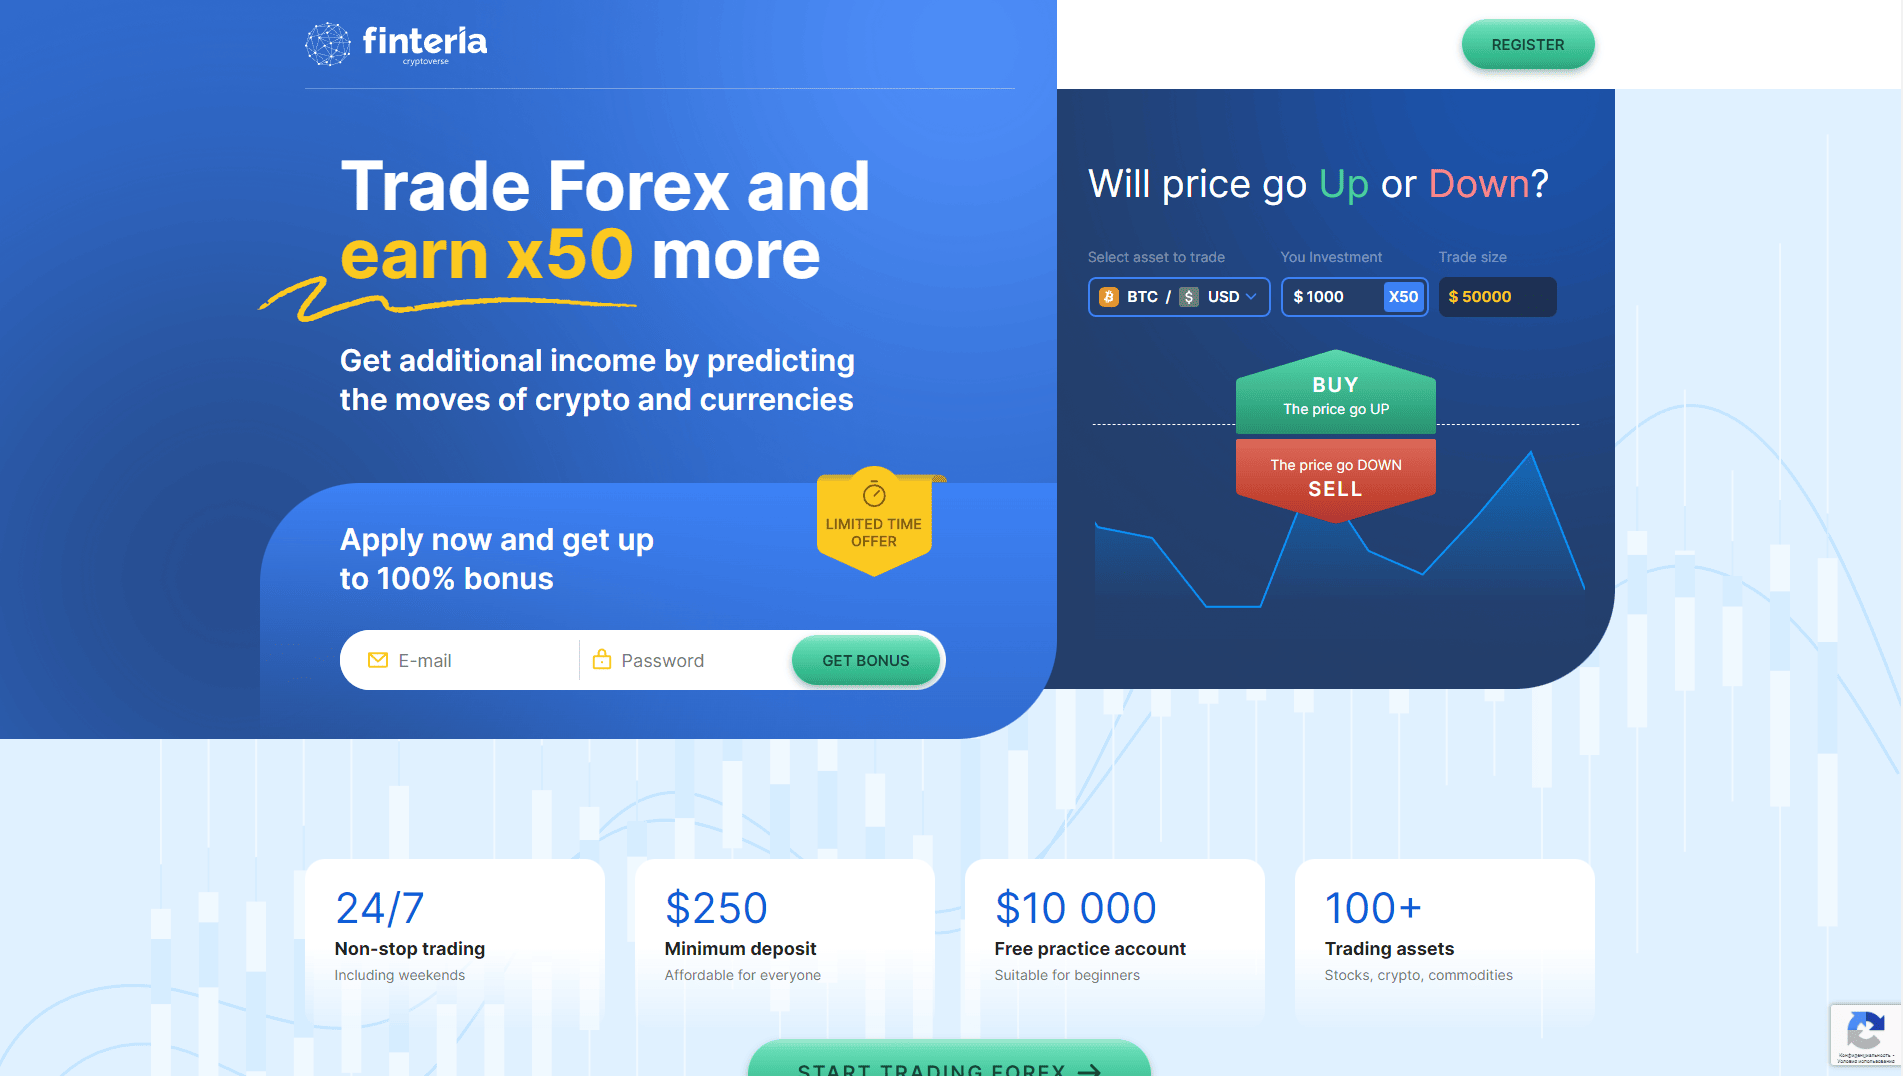 finteria
cryptoverse
REGISTER
Trade Forex and
earn x50 more
Get additional income by predicting
the moves of crypto and currencies
LIMITED TIME
OFFER
Apply now and get up
to 100% bonus
E-mail
Password
GET BONUS
Will price go Up or Down?
Select asset to trade
You Investment
Trade size
BTC / $ USD
$ 1000
X50
$ 50000
BUY
The price go UP
The price go DOWN
SELL
24/7
Non-stop trading
Including weekends
$250
Minimum deposit
Affordable for everyone
$10 000
Free practice account
Suitable for beginners
100+
Trading assets
Stocks, crypto, commodities
START TRADING FOREX
Конфиденциальность -
Условия использования